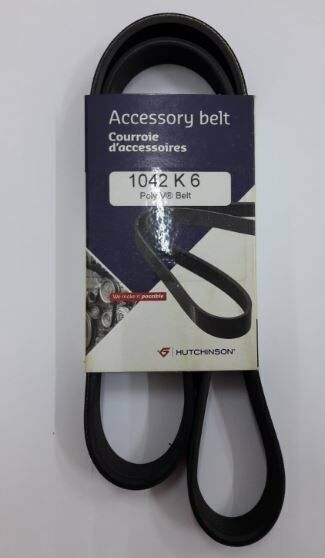 Accessory belt
Courroie
d'accessoires
1042 K 6
Poly V® Belt
We make it possible
HUTCHINSON®